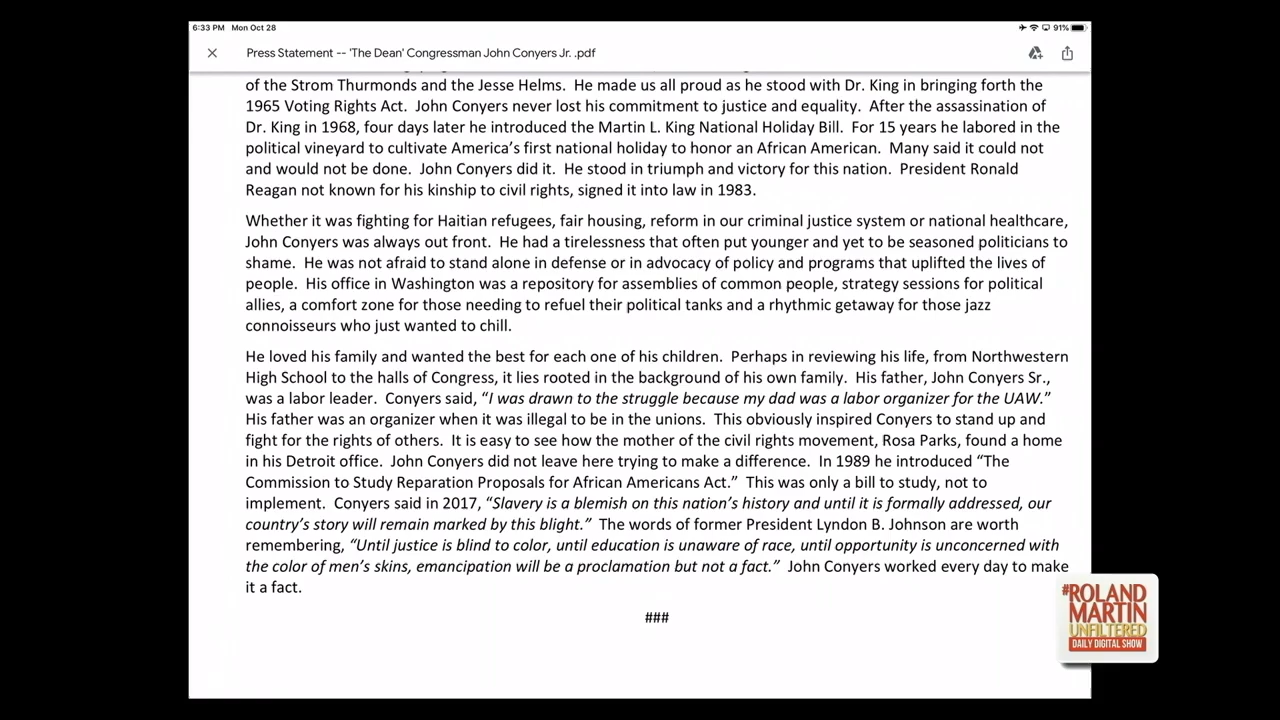 6:33 PM Mon Oct 28
91%
Press Statement -- 'The Dean' Congressman John Conyers Jr. .pdf
of the Strom Thurmonds and the Jesse Helms.  He made us all proud as he stood with Dr. King in bringing forth the
1965 Voting Rights Act.  John Conyers never lost his commitment to justice and equality.  After the assassination of
Dr. King in 1968, four days later he introduced the Martin L. King National Holiday Bill.  For 15 years he labored in the
political vineyard to cultivate America's first national holiday to honor an African American.  Many said it could not
and would not be done.  John Conyers did it.  He stood in triumph and victory for this nation.  President Ronald
Reagan not known for his kinship to civil rights, signed it into law in 1983.
Whether it was fighting for Haitian refugees, fair housing, reform in our criminal justice system or national healthcare,
John Conyers was always out front.  He had a tirelessness that often put younger and yet to be seasoned politicians to
shame.  He was not afraid to stand alone in defense or in advocacy of policy and programs that uplifted the lives of
people.  His office in Washington was a repository for assemblies of common people, strategy sessions for political
allies, a comfort zone for those needing to refuel their political tanks and a rhythmic getaway for those jazz
connoisseurs who just wanted to chill.
He loved his family and wanted the best for each one of his children.  Perhaps in reviewing his life, from Northwestern
High School to the halls of Congress, it lies rooted in the background of his own family.  His father, John Conyers Sr.,
was a labor leader.  Conyers said, "I was drawn to the struggle because my dad was a labor organizer for the UAW."
His father was an organizer when it was illegal to be in the unions.  This obviously inspired Conyers to stand up and
fight for the rights of others.  It is easy to see how the mother of the civil rights movement, Rosa Parks, found a home
in his Detroit office.  John Conyers did not leave here trying to make a difference.  In 1989 he introduced "The
Commission to Study Reparation Proposals for African Americans Act."  This was only a bill to study, not to
implement.  Conyers said in 2017, "Slavery is a blemish on this nation's history and until it is formally addressed, our
country's story will remain marked by this blight."  The words of former President Lyndon B. Johnson are worth
remembering, "Until justice is blind to color, until education is unaware of race, until opportunity is unconcerned with
the color of men's skins, emancipation will be a proclamation but not a fact."  John Conyers worked every day to make
it a fact.
###
#ROLAND
MARTIN
UNFILTERED
DAILY DIGITAL SHOW